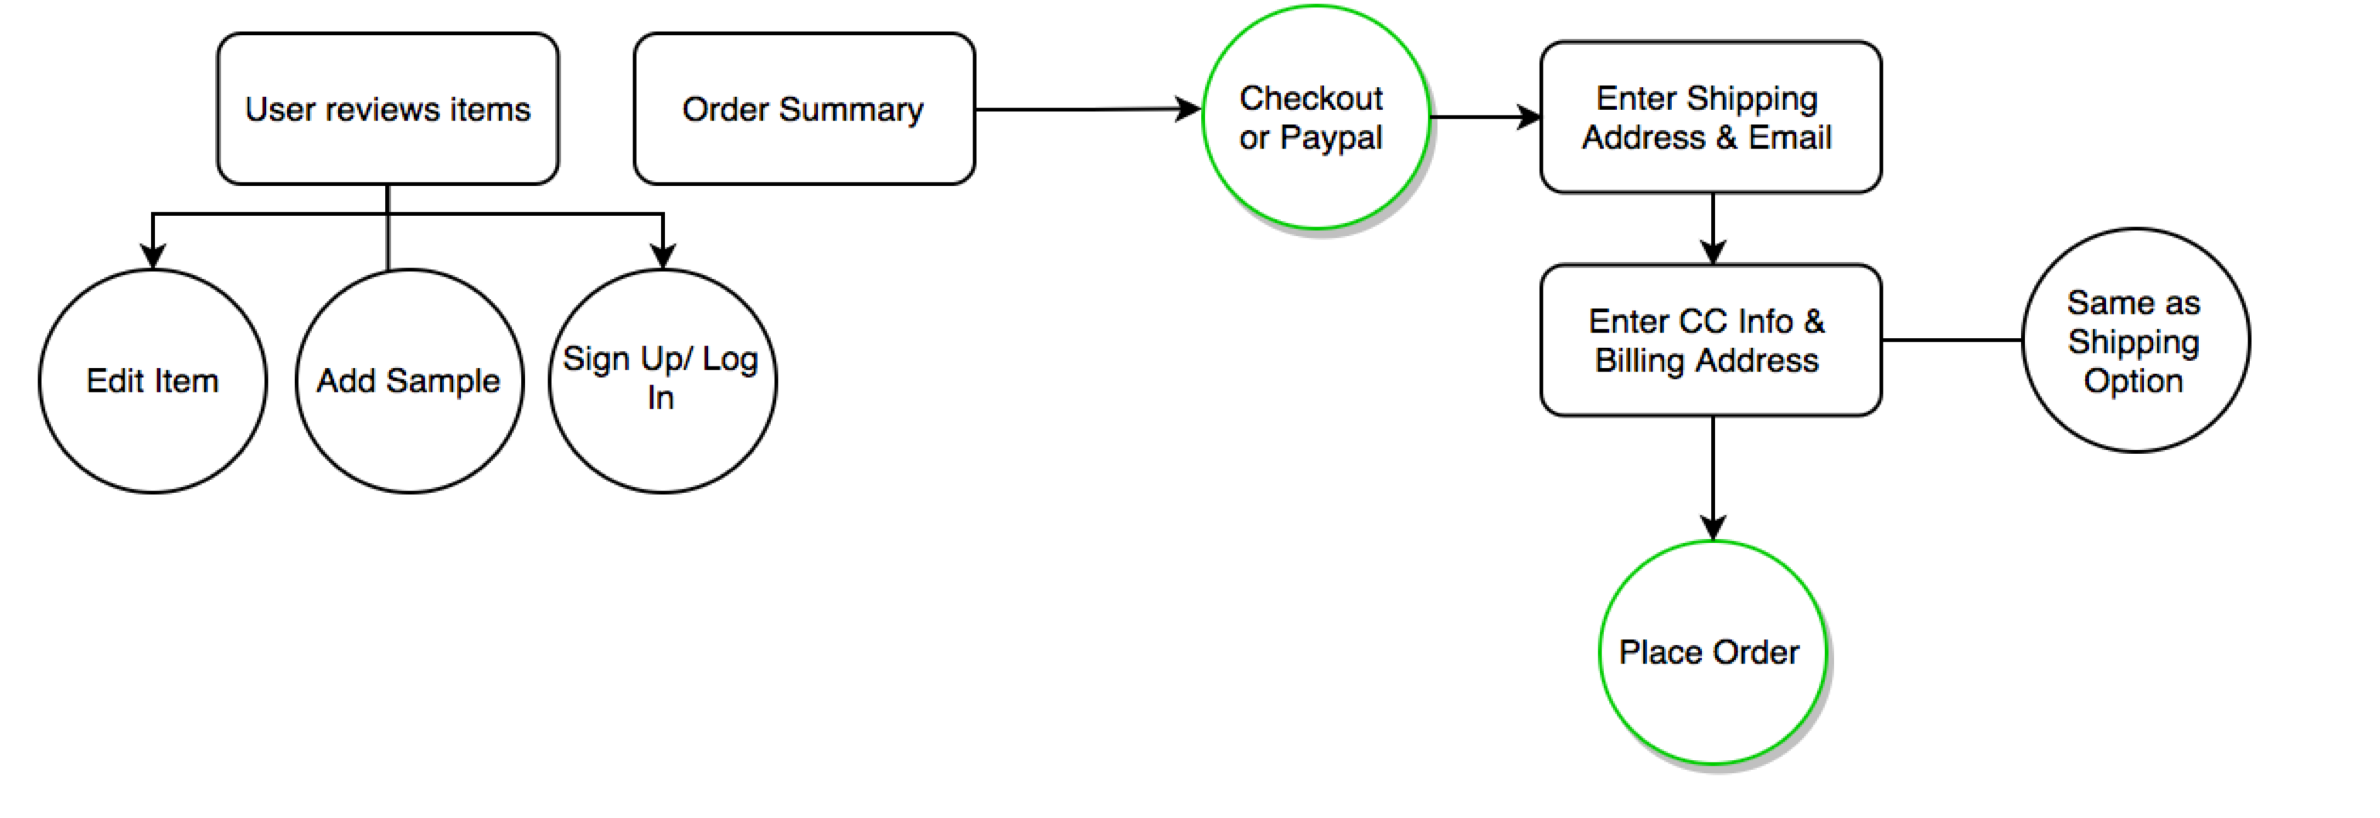 User reviews items
Order Summary
Checkout
or Paypal
Enter Shipping
Address & Email
Enter CC Info &
Billing Address
Same as
Shipping
Option
Edit Item
Add Sample
Sign Up/ Log
In
Place Order